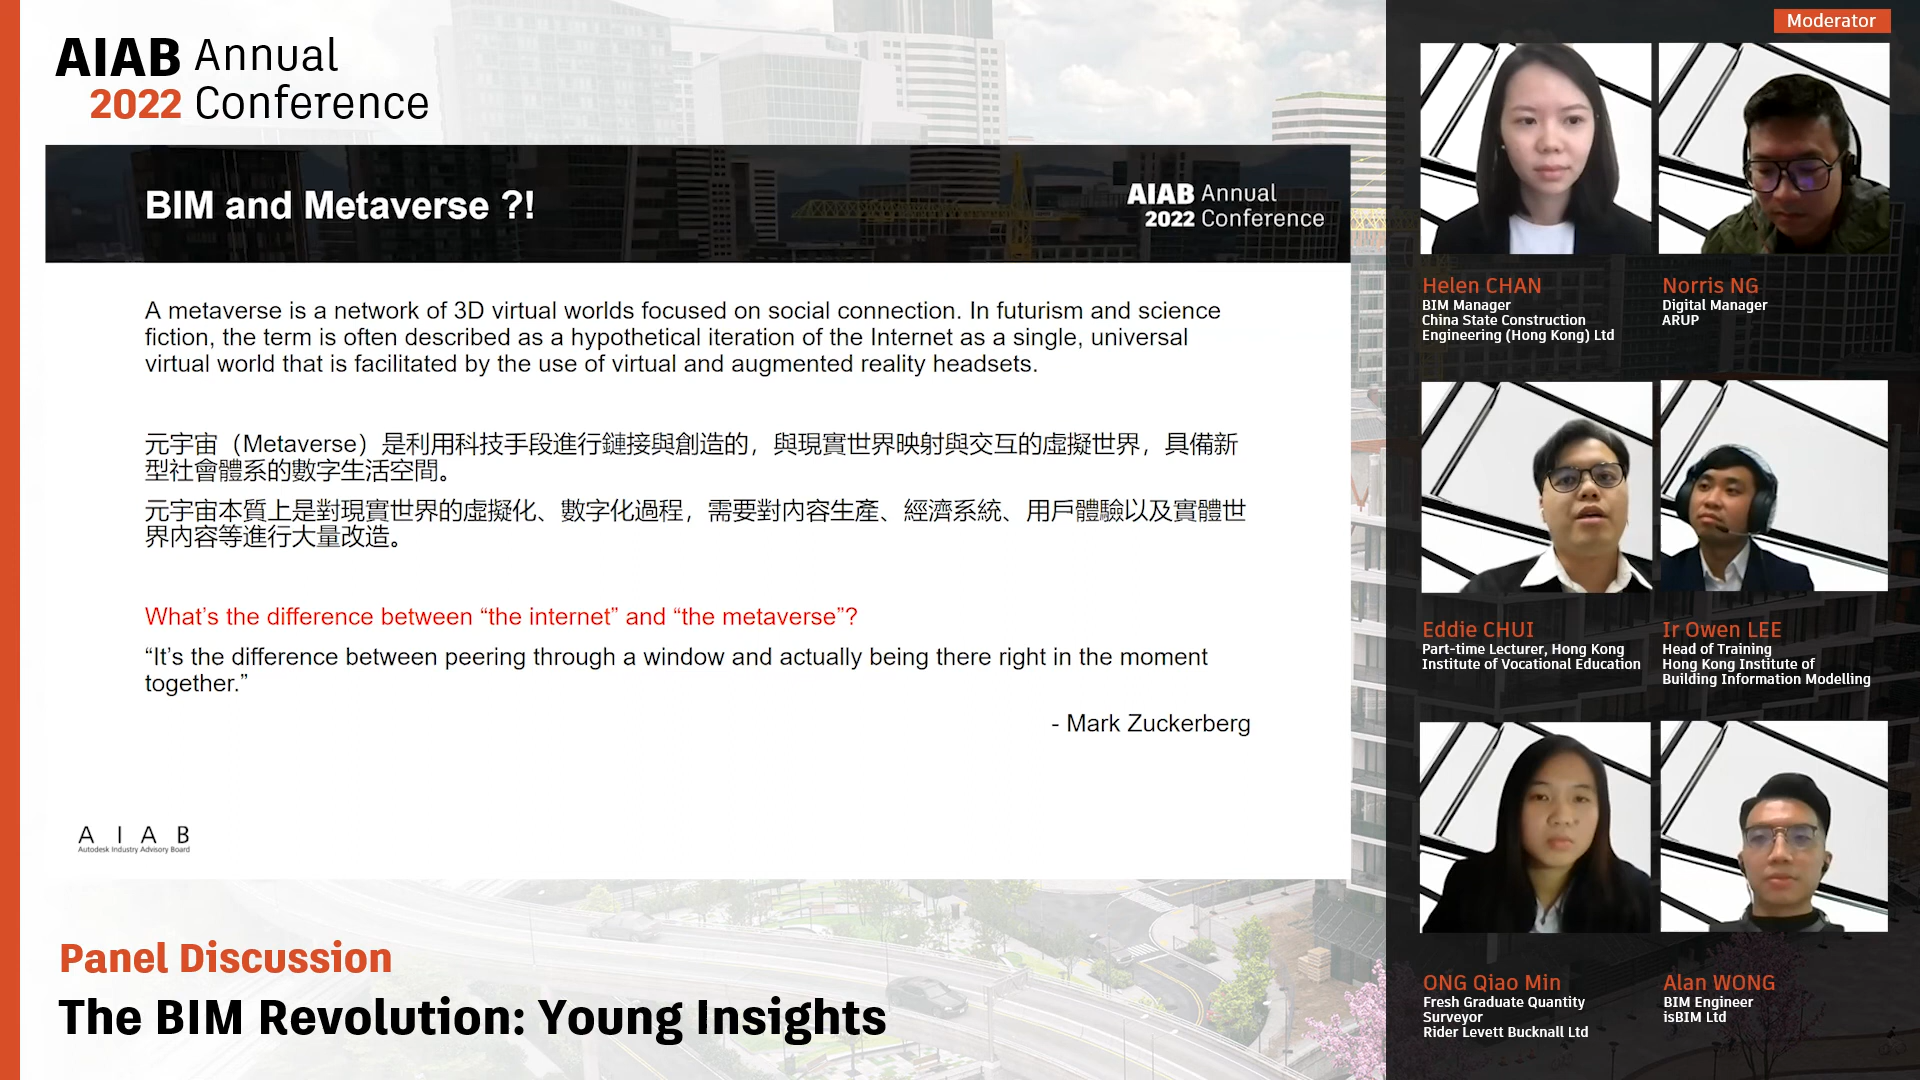 AIAB Annual
2022 Conference
BIM and Metaverse ?!
AIAB Annual
2022 Conference
A metaverse is a network of 3D virtual worlds focused on social connection. In futurism and science
fiction, the term is often described as a hypothetical iteration of the Internet as a single, universal
virtual world that is facilitated by the use of virtual and augmented reality headsets.
元宇宙（Metaverse）是利用科技手段進行鏈接與創造的，與現實世界映射與交互的虛擬世界，具備新
型社會體系的數字生活空間。
元宇宙本質上是對現實世界的虛擬化、數字化過程，需要對內容生產、經濟系統、用戶體驗以及實體世
界內容等進行大量改造。
What’s the difference between “the internet” and “the metaverse”?
“It’s the difference between peering through a window and actually being there right in the moment
together.”
- Mark Zuckerberg
A I A B
Autodesk Industry Advisory Board
Panel Discussion
The BIM Revolution: Young Insights
Moderator
Helen CHAN
BIM Manager
China State Construction
Engineering (Hong Kong) Ltd
Norris NG
Digital Manager
ARUP
Eddie CHUI
Part-time Lecturer, Hong Kong
Institute of Vocational Education
Ir Owen LEE
Head of Training
Hong Kong Institute of
Building Information Modelling
ONG Qiao Min
Fresh Graduate Quantity
Surveyor
Rider Levett Bucknall Ltd
Alan WONG
BIM Engineer
isBIM Ltd